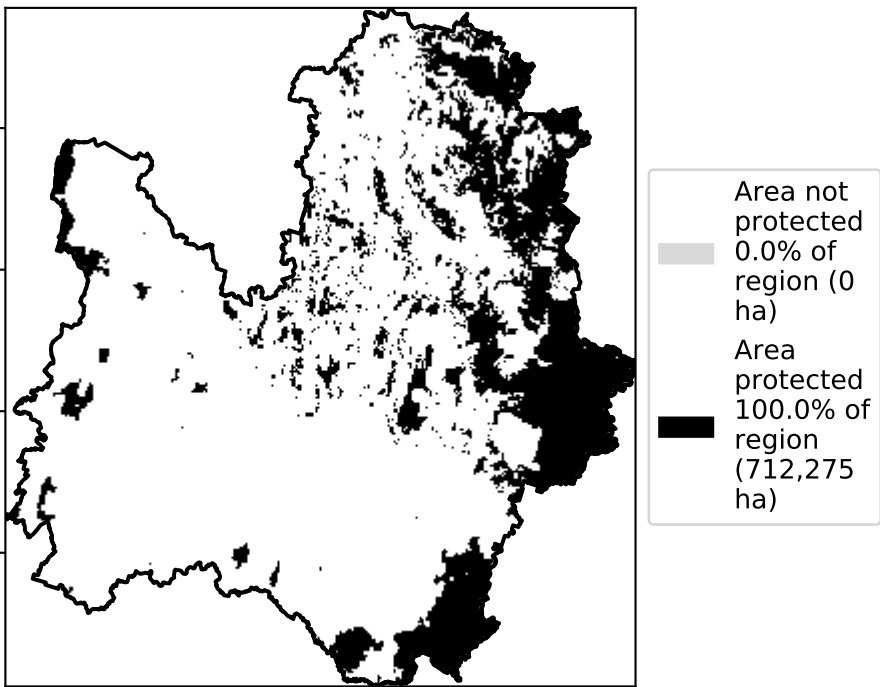 Area not
protected
0.0% of
region (0
ha)
Area
protected
100.0% of
region
(712,275
ha)